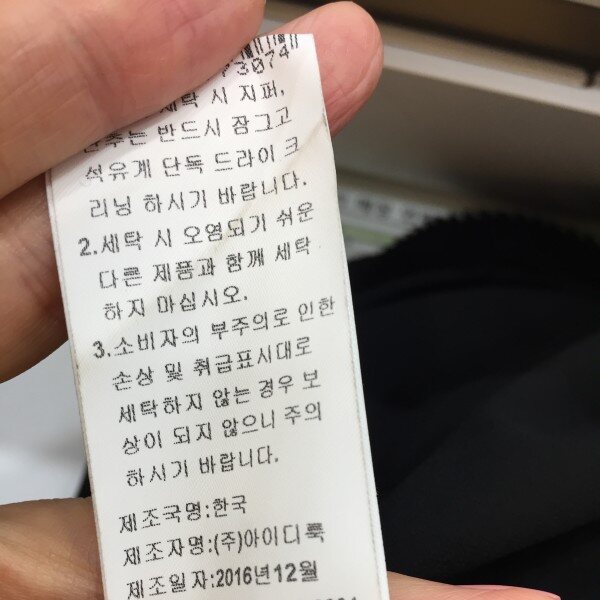 73074
세탁 시 지퍼,
단추는 반드시 잠그고
석유계 단독 드라이 크
리닝 하시기 바랍니다.
2.세탁 시 오염되기 쉬운
다른 제품과 함께 세탁
하지 마십시오.
3.소비자의 부주의로 인한
손상 및 취급표시대로
세탁하지 않는 경우 보
상이 되지 않으니 주의
하시기 바랍니다.
제조국명:한국
제조자명:(주)아이디룩
제조일자:2016년12월